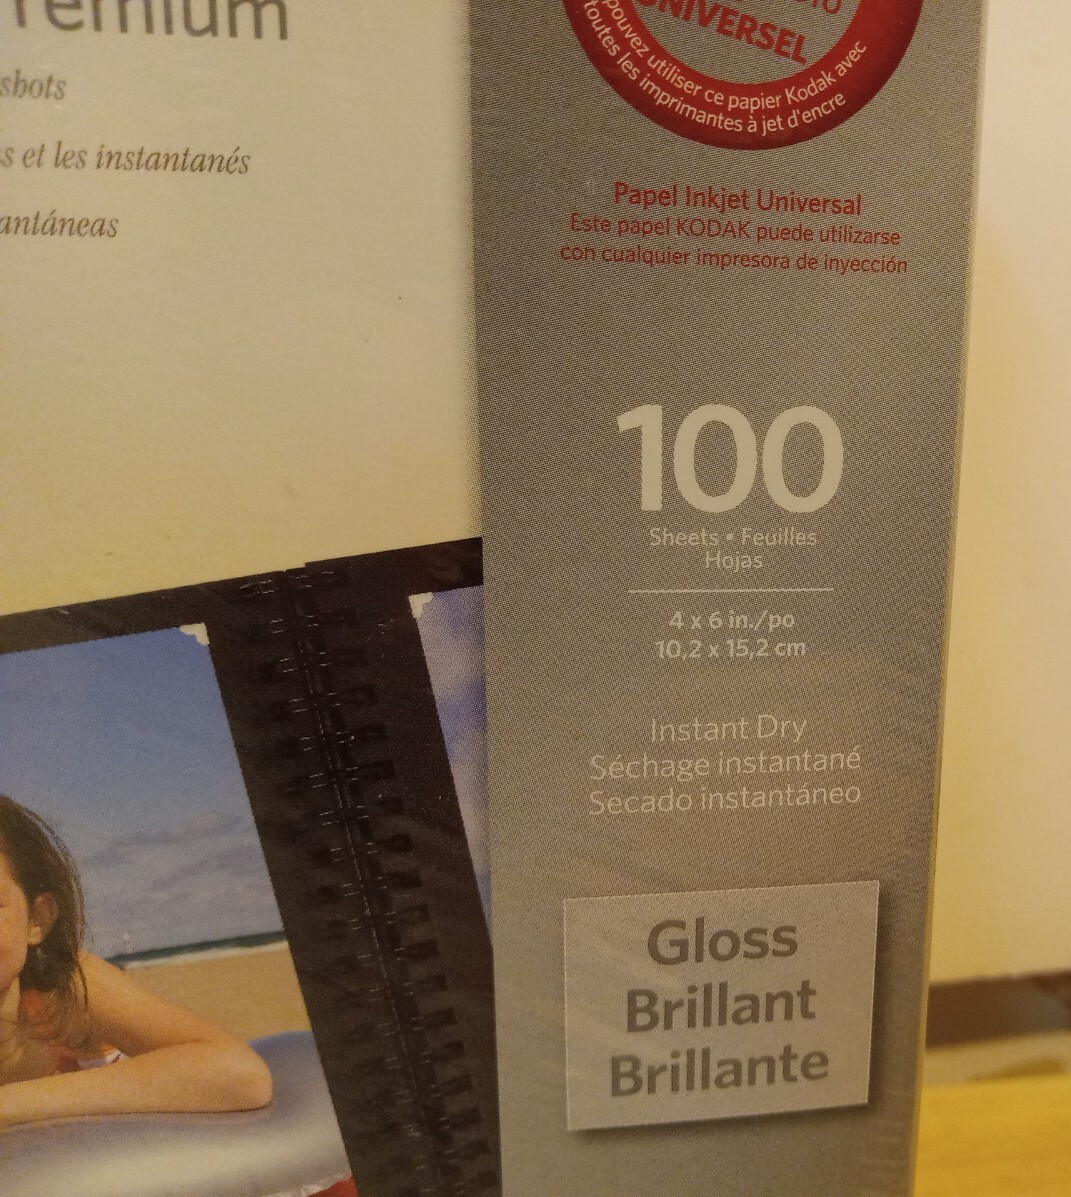 shots
et les instantanés
UNIVERSEL
pouvez utiliser ce papier Kodak avec
toutes les imprimantes à jet d'encre
Papel Inkjet Universal
Este papel KODAK puede utilizarse
con cualquier impresora de inyección
100
Sheets • Feuilles
Hojas
4 x 6 in./po
10,2 x 15,2 cm
Instant Dry
Séchage instantané
Secado instantáneo
Gloss
Brillant
Brillante